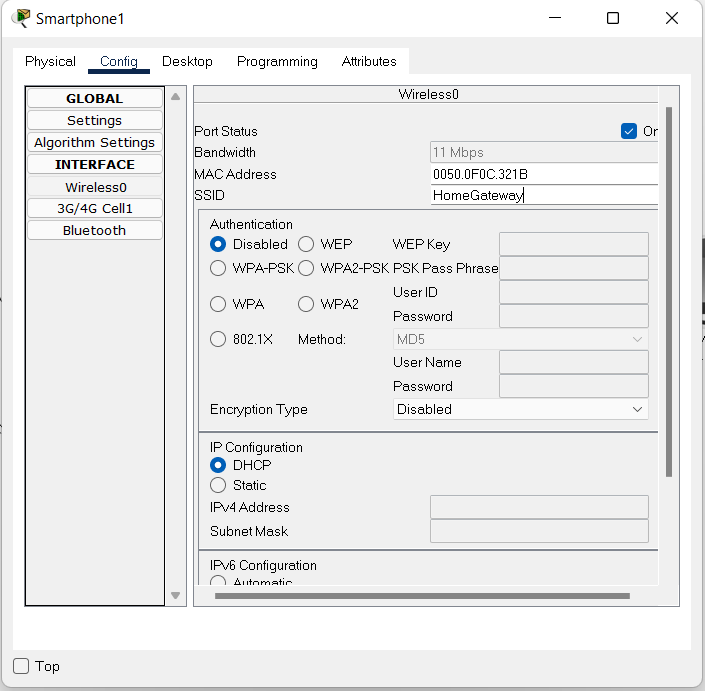 Smartphone1
Physical Config Desktop Programming Attributes
GLOBAL
Settings
Algorithm Settings
INTERFACE
Wireless0
3G/4G Cell1
Bluetooth
Wireless0
Port Status On
Bandwidth 11 Mbps
MAC Address 0050.0F0C.321B
SSID HomeGateway
Authentication
Disabled WEP WEP Key
WPA-PSK WPA2-PSK PSK Pass Phrase
User ID
WPA WPA2
Password
802.1X Method: MD5
User Name
Password
Encryption Type Disabled
IP Configuration
DHCP
Static
IPv4 Address
Subnet Mask
IPv6 Configuration
Automatic
Top